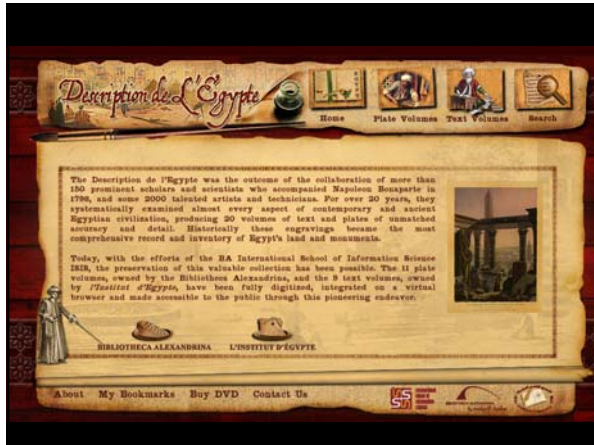 Description de L'Egypte
Home Plate Volumes Text Volumes Search
The Description de l'Egypte was the outcome of the collaboration of more than
150 prominent scholars and scientists who accompanied Napoleon Bonaparte in
1798, and some 2000 talented artists and technicians. For over 20 years, they
systematically examined almost every aspect of contemporary and ancient
Egyptian civilization, producing 20 volumes of text and plates of unmatched
accuracy and detail. Historically these engravings became the most
comprehensive record and inventory of Egypt's land and monuments.
Today, with the efforts of the BA International School of Information Science
ISIS, the preservation of this valuable collection has been possible. The 11 plate
volumes, owned by the Bibliotheca Alexandrina, and the 9 text volumes, owned
by l'Institut d'Egypte, have been fully digitized, integrated on a virtual
browser and made accessible to the public through this pioneering endeavor.
BIBLIOTHECA ALEXANDRINA L'INSTITUT D'ÉGYPTE
About My Bookmarks Buy DVD Contact Us